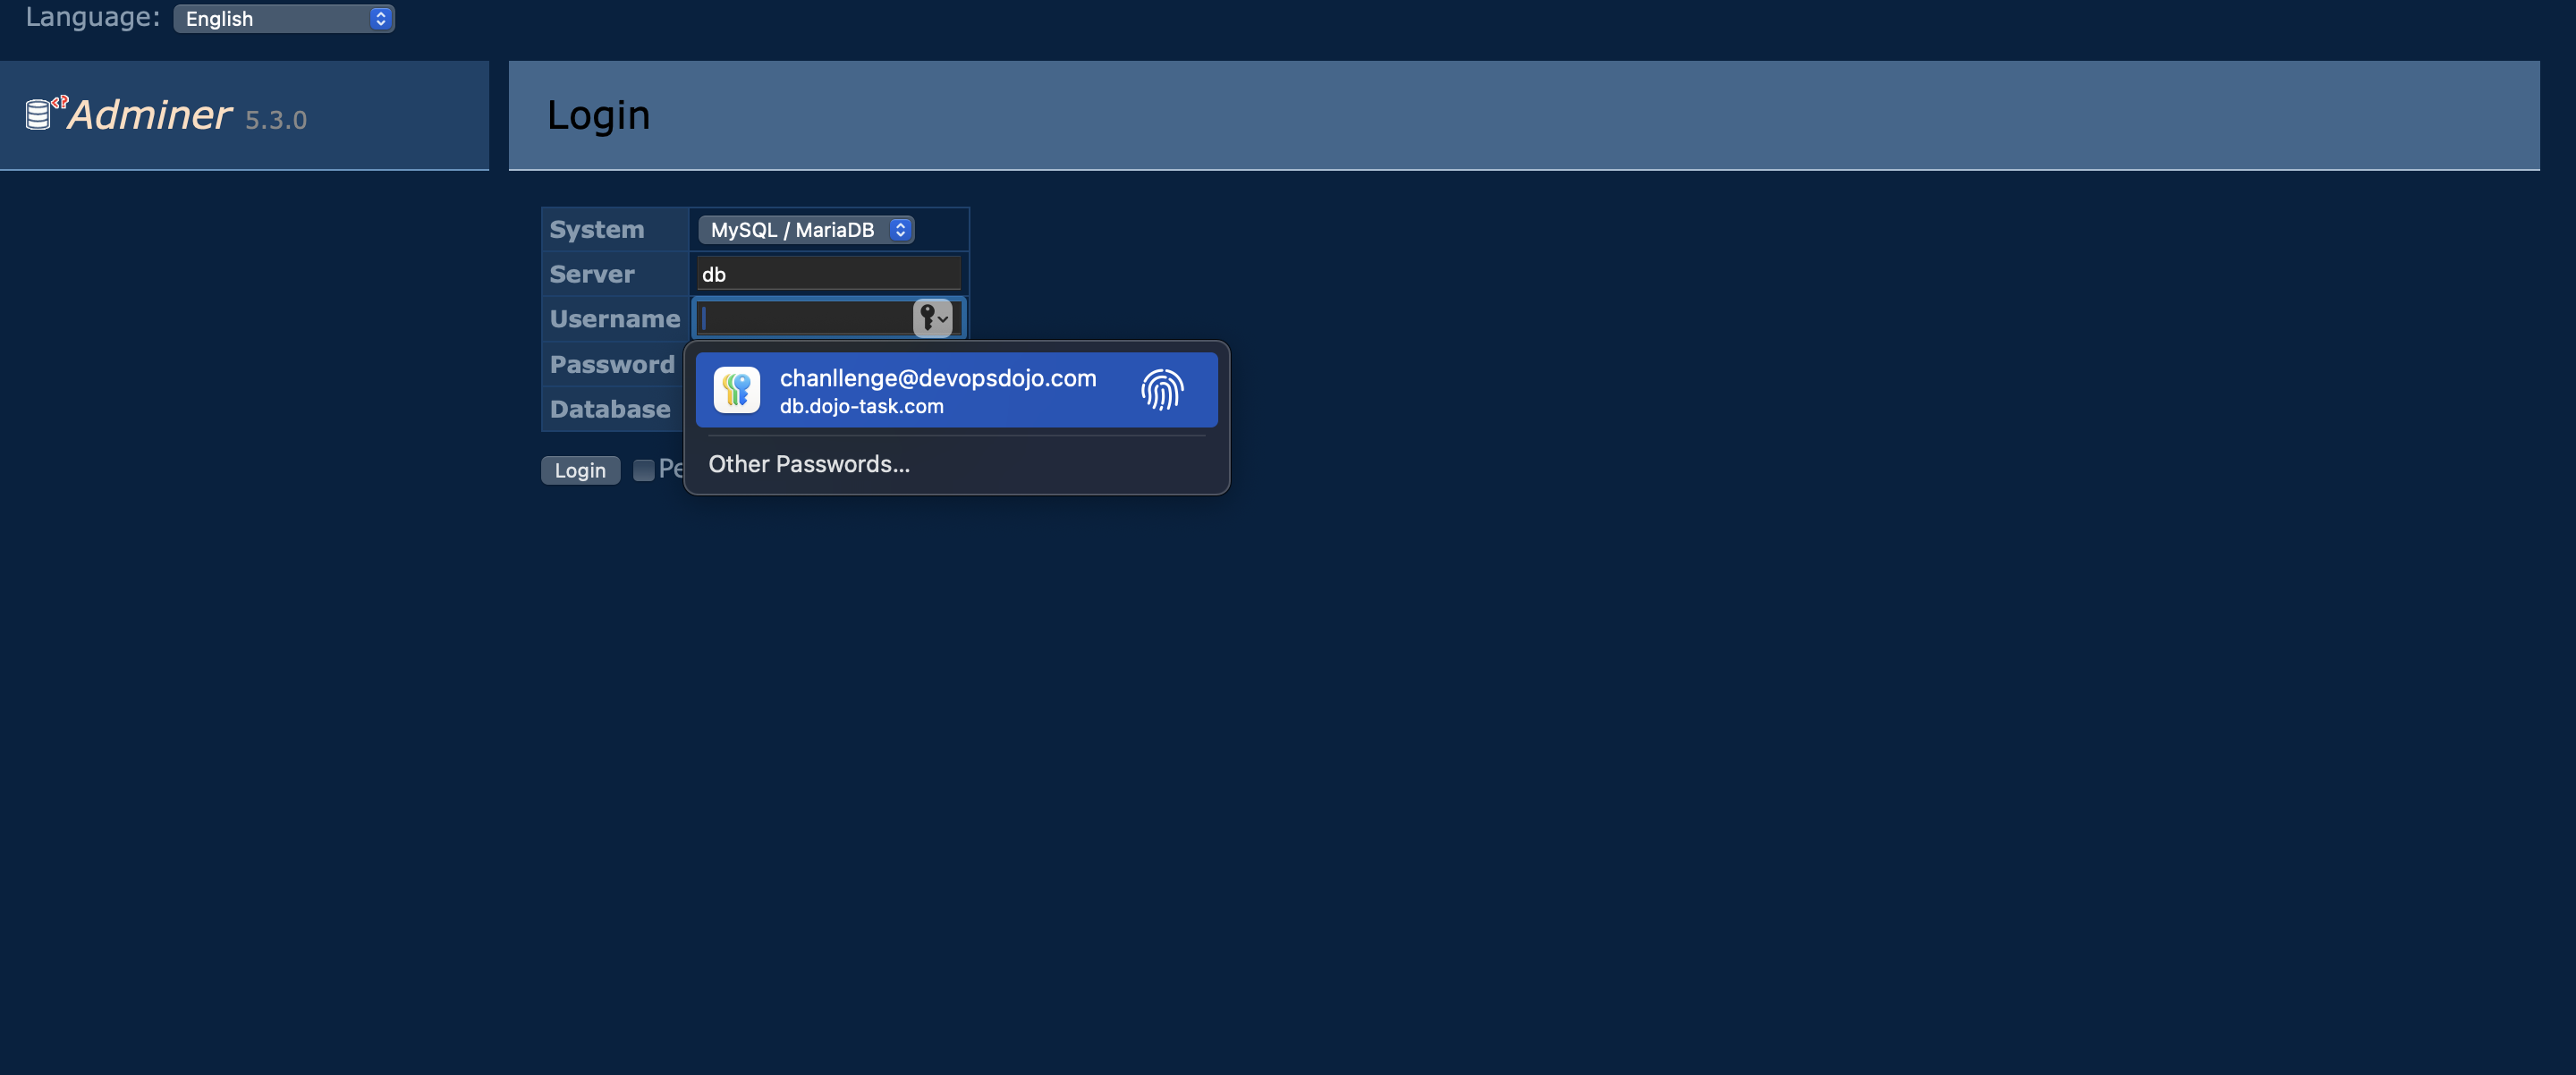 Language: English
Adminer 5.3.0
Login
System MySQL / MariaDB
Server db
Username
Password
chanllenge@devopsdojo.com
db.dojo-task.com
Database
Other Passwords...
Login Pe